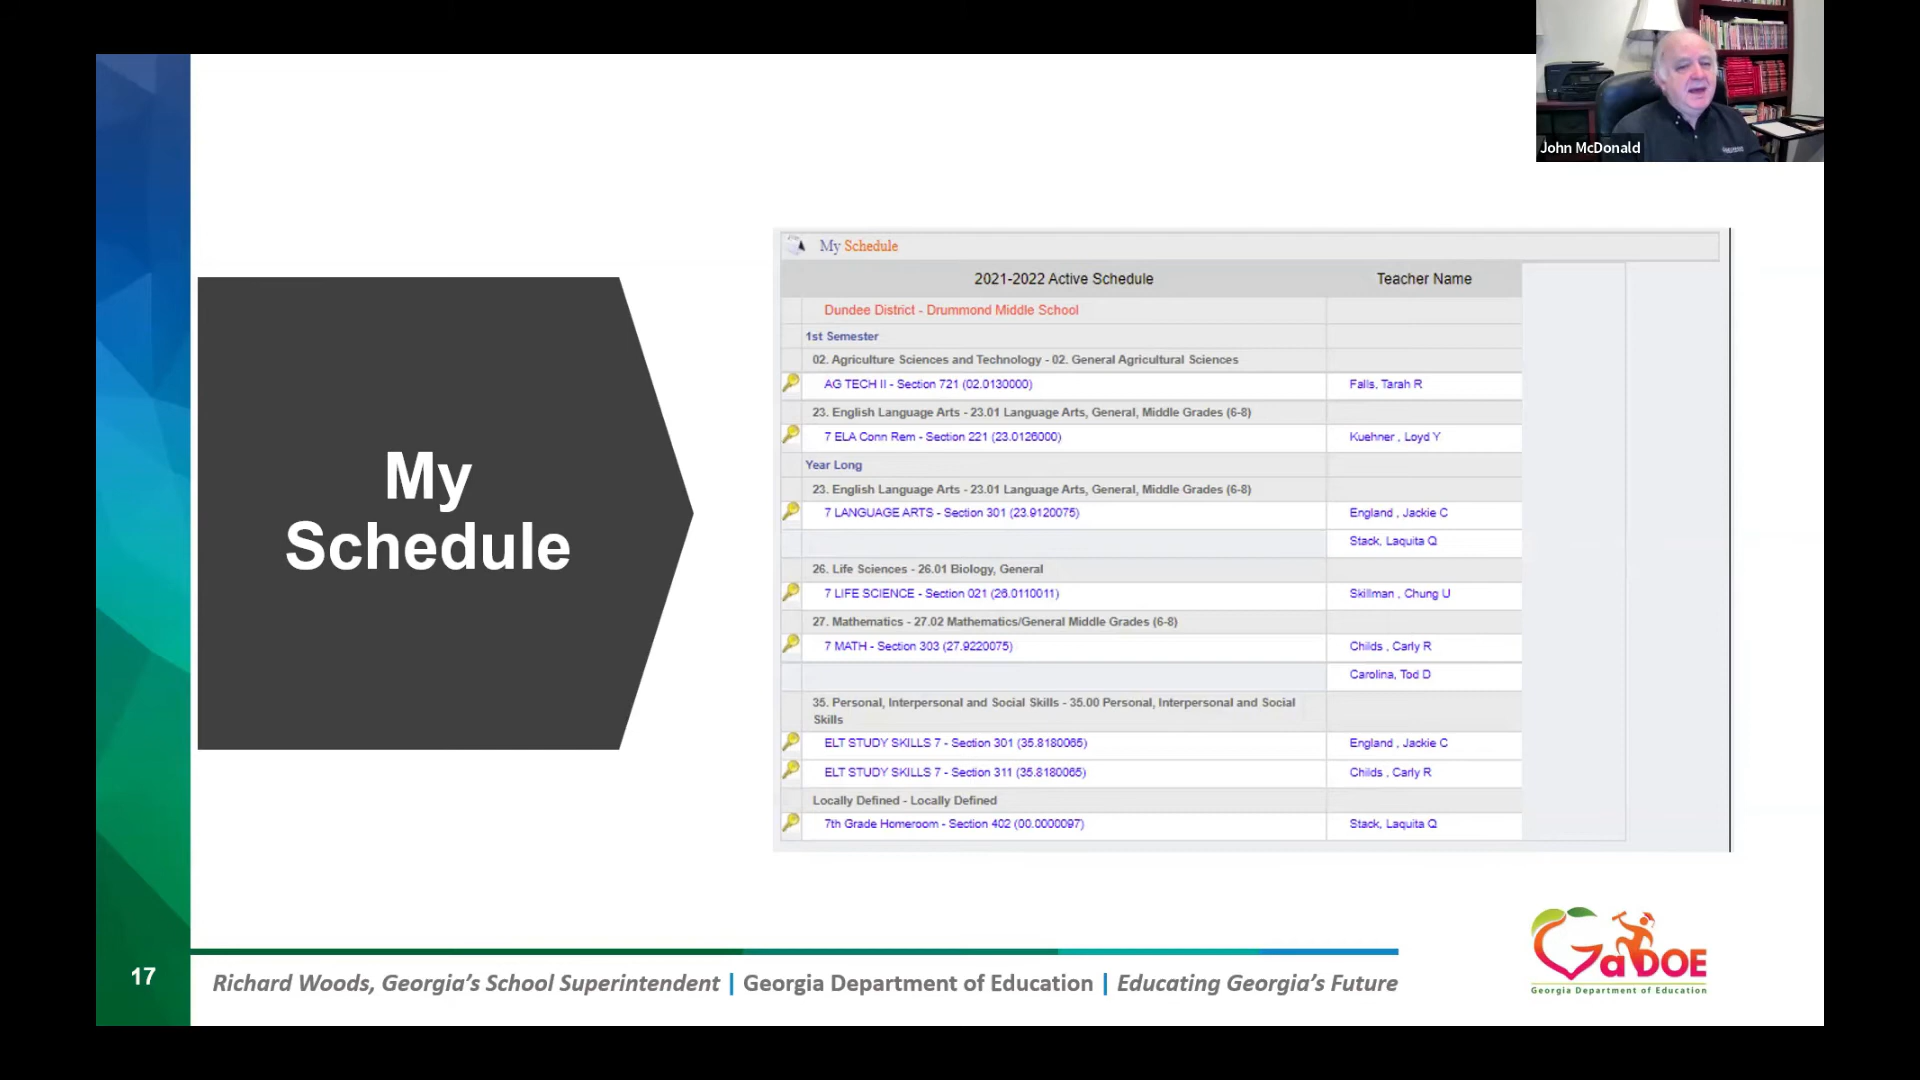 John McDonald
My Schedule
2021-2022 Active Schedule Teacher Name
Dundee District - Drummond Middle School
1st Semester
02. Agriculture Sciences and Technology - 02. General Agricultural Sciences
AG TECH II - Section 721 (02.0130000) Falls, Tarah R
23. English Language Arts - 23.01 Language Arts, General, Middle Grades (6-8)
7 ELA Conn Rem - Section 221 (23.0126000) Kuehner , Loyd Y
Year Long
23. English Language Arts - 23.01 Language Arts, General, Middle Grades (6-8)
7 LANGUAGE ARTS - Section 301 (23.9120075) England , Jackie C
Stack, Laquita Q
26. Life Sciences - 26.01 Biology, General
7 LIFE SCIENCE - Section 021 (26.0110011) Skillman , Chung U
27. Mathematics - 27.02 Mathematics/General Middle Grades (6-8)
7 MATH - Section 303 (27.9220075) Childs , Carly R
Carolina, Tod D
35. Personal, Interpersonal and Social Skills - 35.00 Personal, Interpersonal and Social
Skills
ELT STUDY SKILLS 7 - Section 301 (35.8180065) England , Jackie C
ELT STUDY SKILLS 7 - Section 311 (35.8180065) Childs , Carly R
Locally Defined - Locally Defined
7th Grade Homeroom - Section 402 (00.0000097) Stack, Laquita Q
My
Schedule
17
Richard Woods, Georgia's School Superintendent | Georgia Department of Education | Educating Georgia's Future
GaDOE
Georgia Department of Education